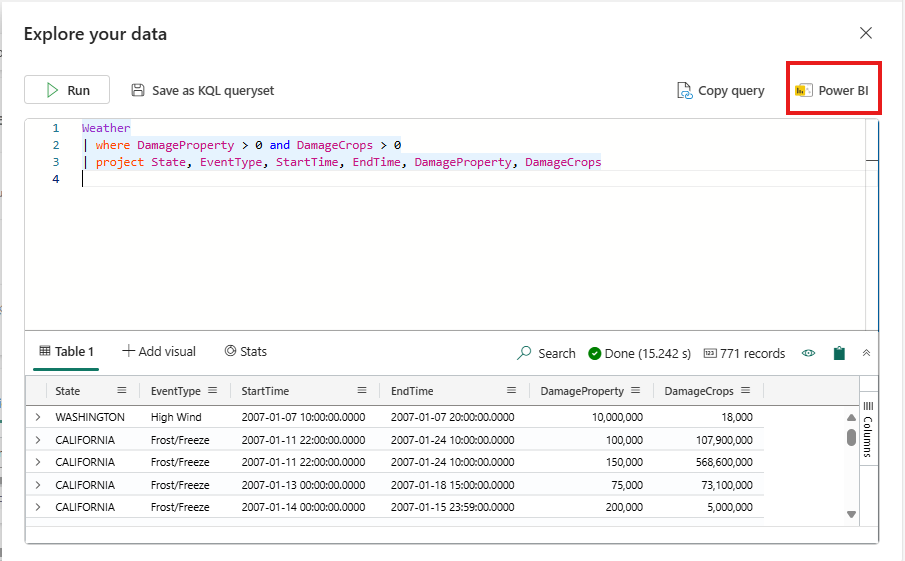 Explore your data
Run Save as KQL queryset Copy query Power BI
1 Weather
2 | where DamageProperty > 0 and DamageCrops > 0
3 | project State, EventType, StartTime, EndTime, DamageProperty, DamageCrops
4
Table 1 Add visual Stats Search Done (15.242 s) 771 records
State EventType StartTime EndTime DamageProperty DamageCrops
WASHINGTON High Wind 2007-01-07 10:00:00.0000 2007-01-07 20:00:00.0000 10,000,000 18,000
CALIFORNIA Frost/Freeze 2007-01-11 22:00:00.0000 2007-01-24 10:00:00.0000 100,000 107,900,000
CALIFORNIA Frost/Freeze 2007-01-11 22:00:00.0000 2007-01-24 10:00:00.0000 150,000 568,600,000
CALIFORNIA Frost/Freeze 2007-01-13 00:00:00.0000 2007-01-18 15:00:00.0000 75,000 73,100,000
CALIFORNIA Frost/Freeze 2007-01-14 00:00:00.0000 2007-01-15 23:59:00.0000 200,000 5,000,000
Columns